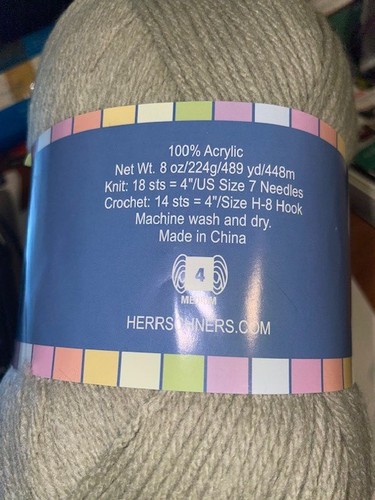 100% Acrylic
Net Wt. 8 oz/224g/489 yd/448m
Knit: 18 sts = 4"/US Size 7 Needles
Crochet: 14 sts = 4"/Size H-8 Hook
Machine wash and dry.
Made in China
4
MEDIUM
HERRSCHNERS.COM